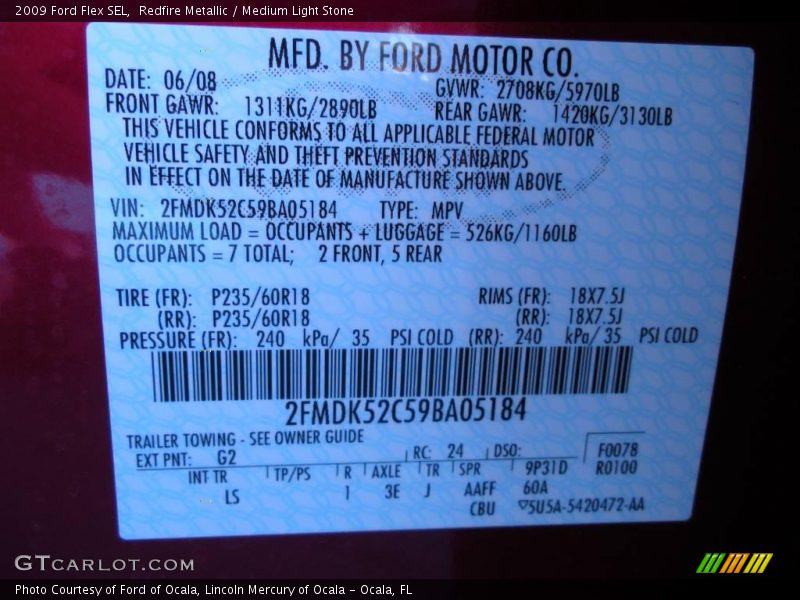 2009 Ford Flex SEL, Redfire Metallic / Medium Light Stone
MFD. BY FORD MOTOR CO.
DATE: 06/08 GVWR: 2708KG/5970LB
FRONT GAWR: 1311KG/2890LB REAR GAWR: 1420KG/3130LB
THIS VEHICLE CONFORMS TO ALL APPLICABLE FEDERAL MOTOR
VEHICLE SAFETY AND THEFT PREVENTION STANDARDS
IN EFFECT ON THE DATE OF MANUFACTURE SHOWN ABOVE.
VIN: 2FMDK52C59BA05184 TYPE: MPV
MAXIMUM LOAD = OCCUPANTS + LUGGAGE = 526KG/1160LB
OCCUPANTS = 7 TOTAL; 2 FRONT, 5 REAR
TIRE (FR): P235/60R18 RIMS (FR): 18X7.5J
(RR): P235/60R18 (RR): 18X7.5J
PRESSURE (FR): 240 kPa/ 35 PSI COLD (RR): 240 kPa/ 35 PSI COLD
2FMDK52C59BA05184
TRAILER TOWING - SEE OWNER GUIDE
EXT PNT: G2 RC: 24 DSO: F0078
INT TR TP/PS R AXLE TR SPR 9P31D R0100
LS 1 3E J AAFF 60A
CBU ▽5U5A-5420472-AA
GTCARLOT.COM
Photo Courtesy of Ford of Ocala, Lincoln Mercury of Ocala - Ocala, FL